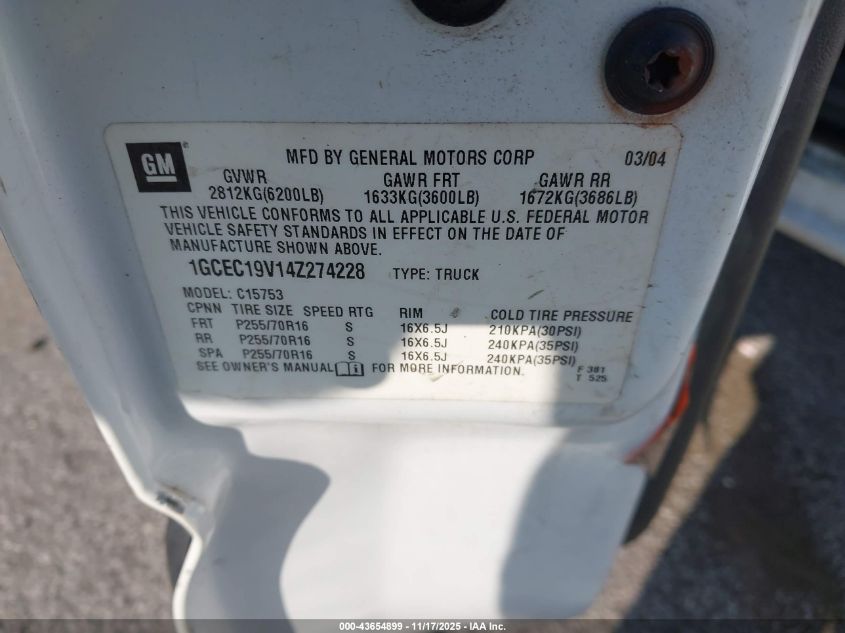 GM
MFD BY GENERAL MOTORS CORP 03/04
GVWR GAWR FRT GAWR RR
2812KG(6200LB) 1633KG(3600LB) 1672KG(3686LB)
THIS VEHICLE CONFORMS TO ALL APPLICABLE U.S. FEDERAL MOTOR
VEHICLE SAFETY STANDARDS IN EFFECT ON THE DATE OF
MANUFACTURE SHOWN ABOVE.
1GCEC19V14Z274228 TYPE: TRUCK
MODEL: C15753
CPNN TIRE SIZE SPEED RTG RIM COLD TIRE PRESSURE
FRT P255/70R16 S 16X6.5J 210KPA(30PSI)
RR P255/70R16 S 16X6.5J 240KPA(35PSI)
SPA P255/70R16 S 16X6.5J 240KPA(35PSI)
SEE OWNER'S MANUAL FOR MORE INFORMATION. F 381
T 525
000-43654899 - 11/17/2025 - IAA Inc.